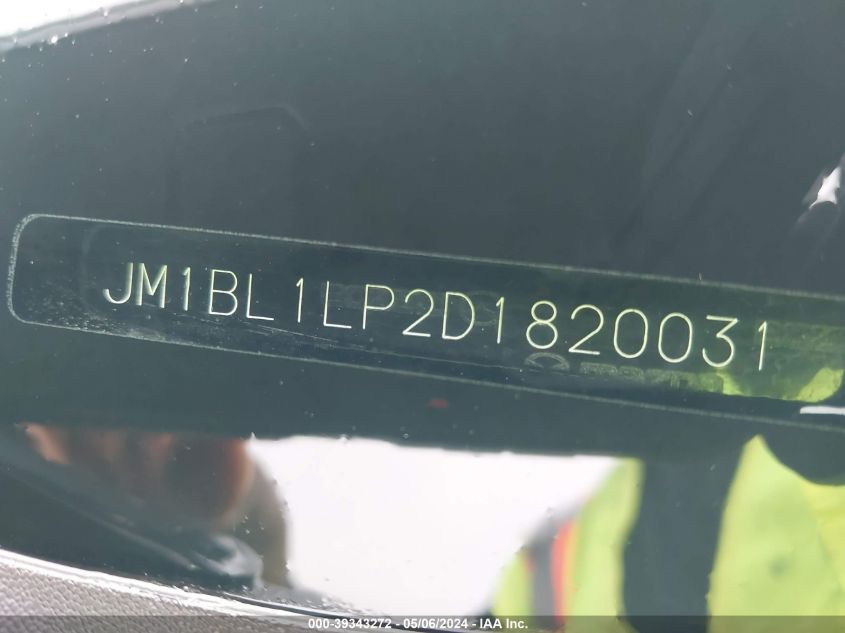 JM1BL1LP2D1820031
000-39343272 - 05/06/2024 - IAA Inc.